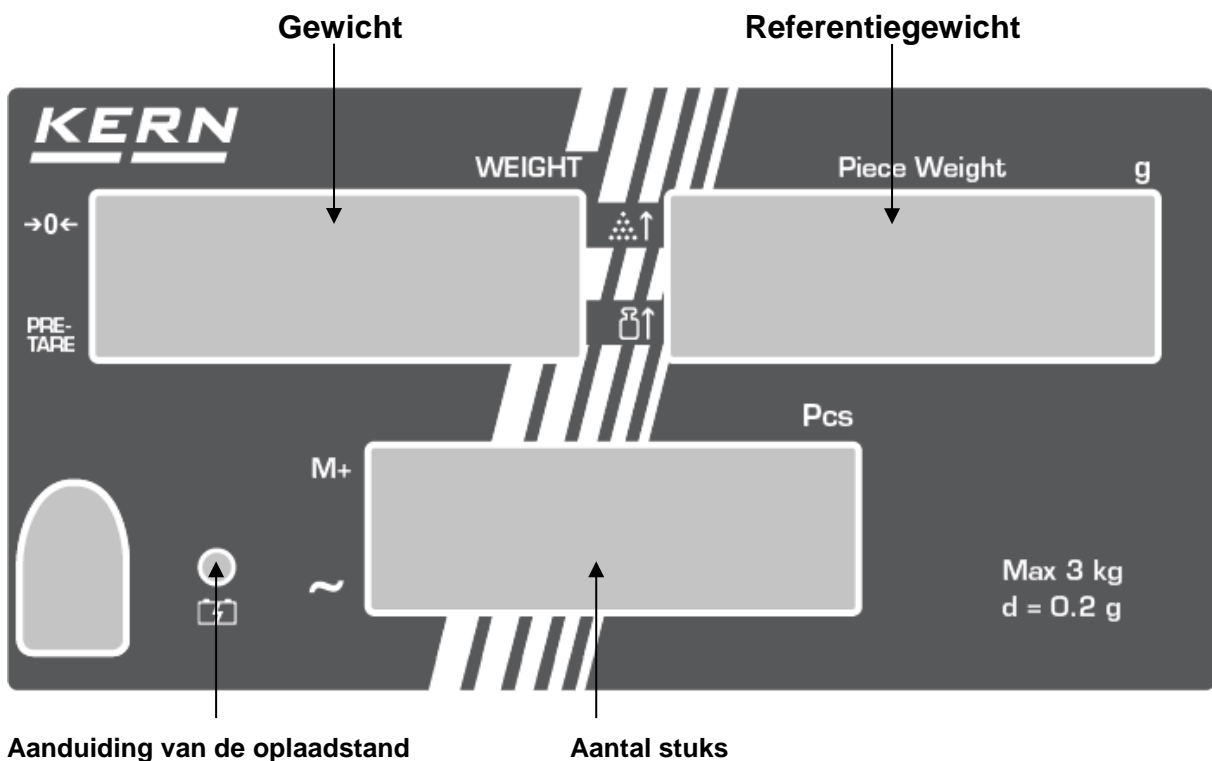 Gewicht Referentiegewicht
KERN
WEIGHT Piece Weight g
→0←
PRE-
TARE
Pcs
M+
~
Max 3 kg
d = 0.2 g
Aanduiding van de oplaadstand Aantal stuks